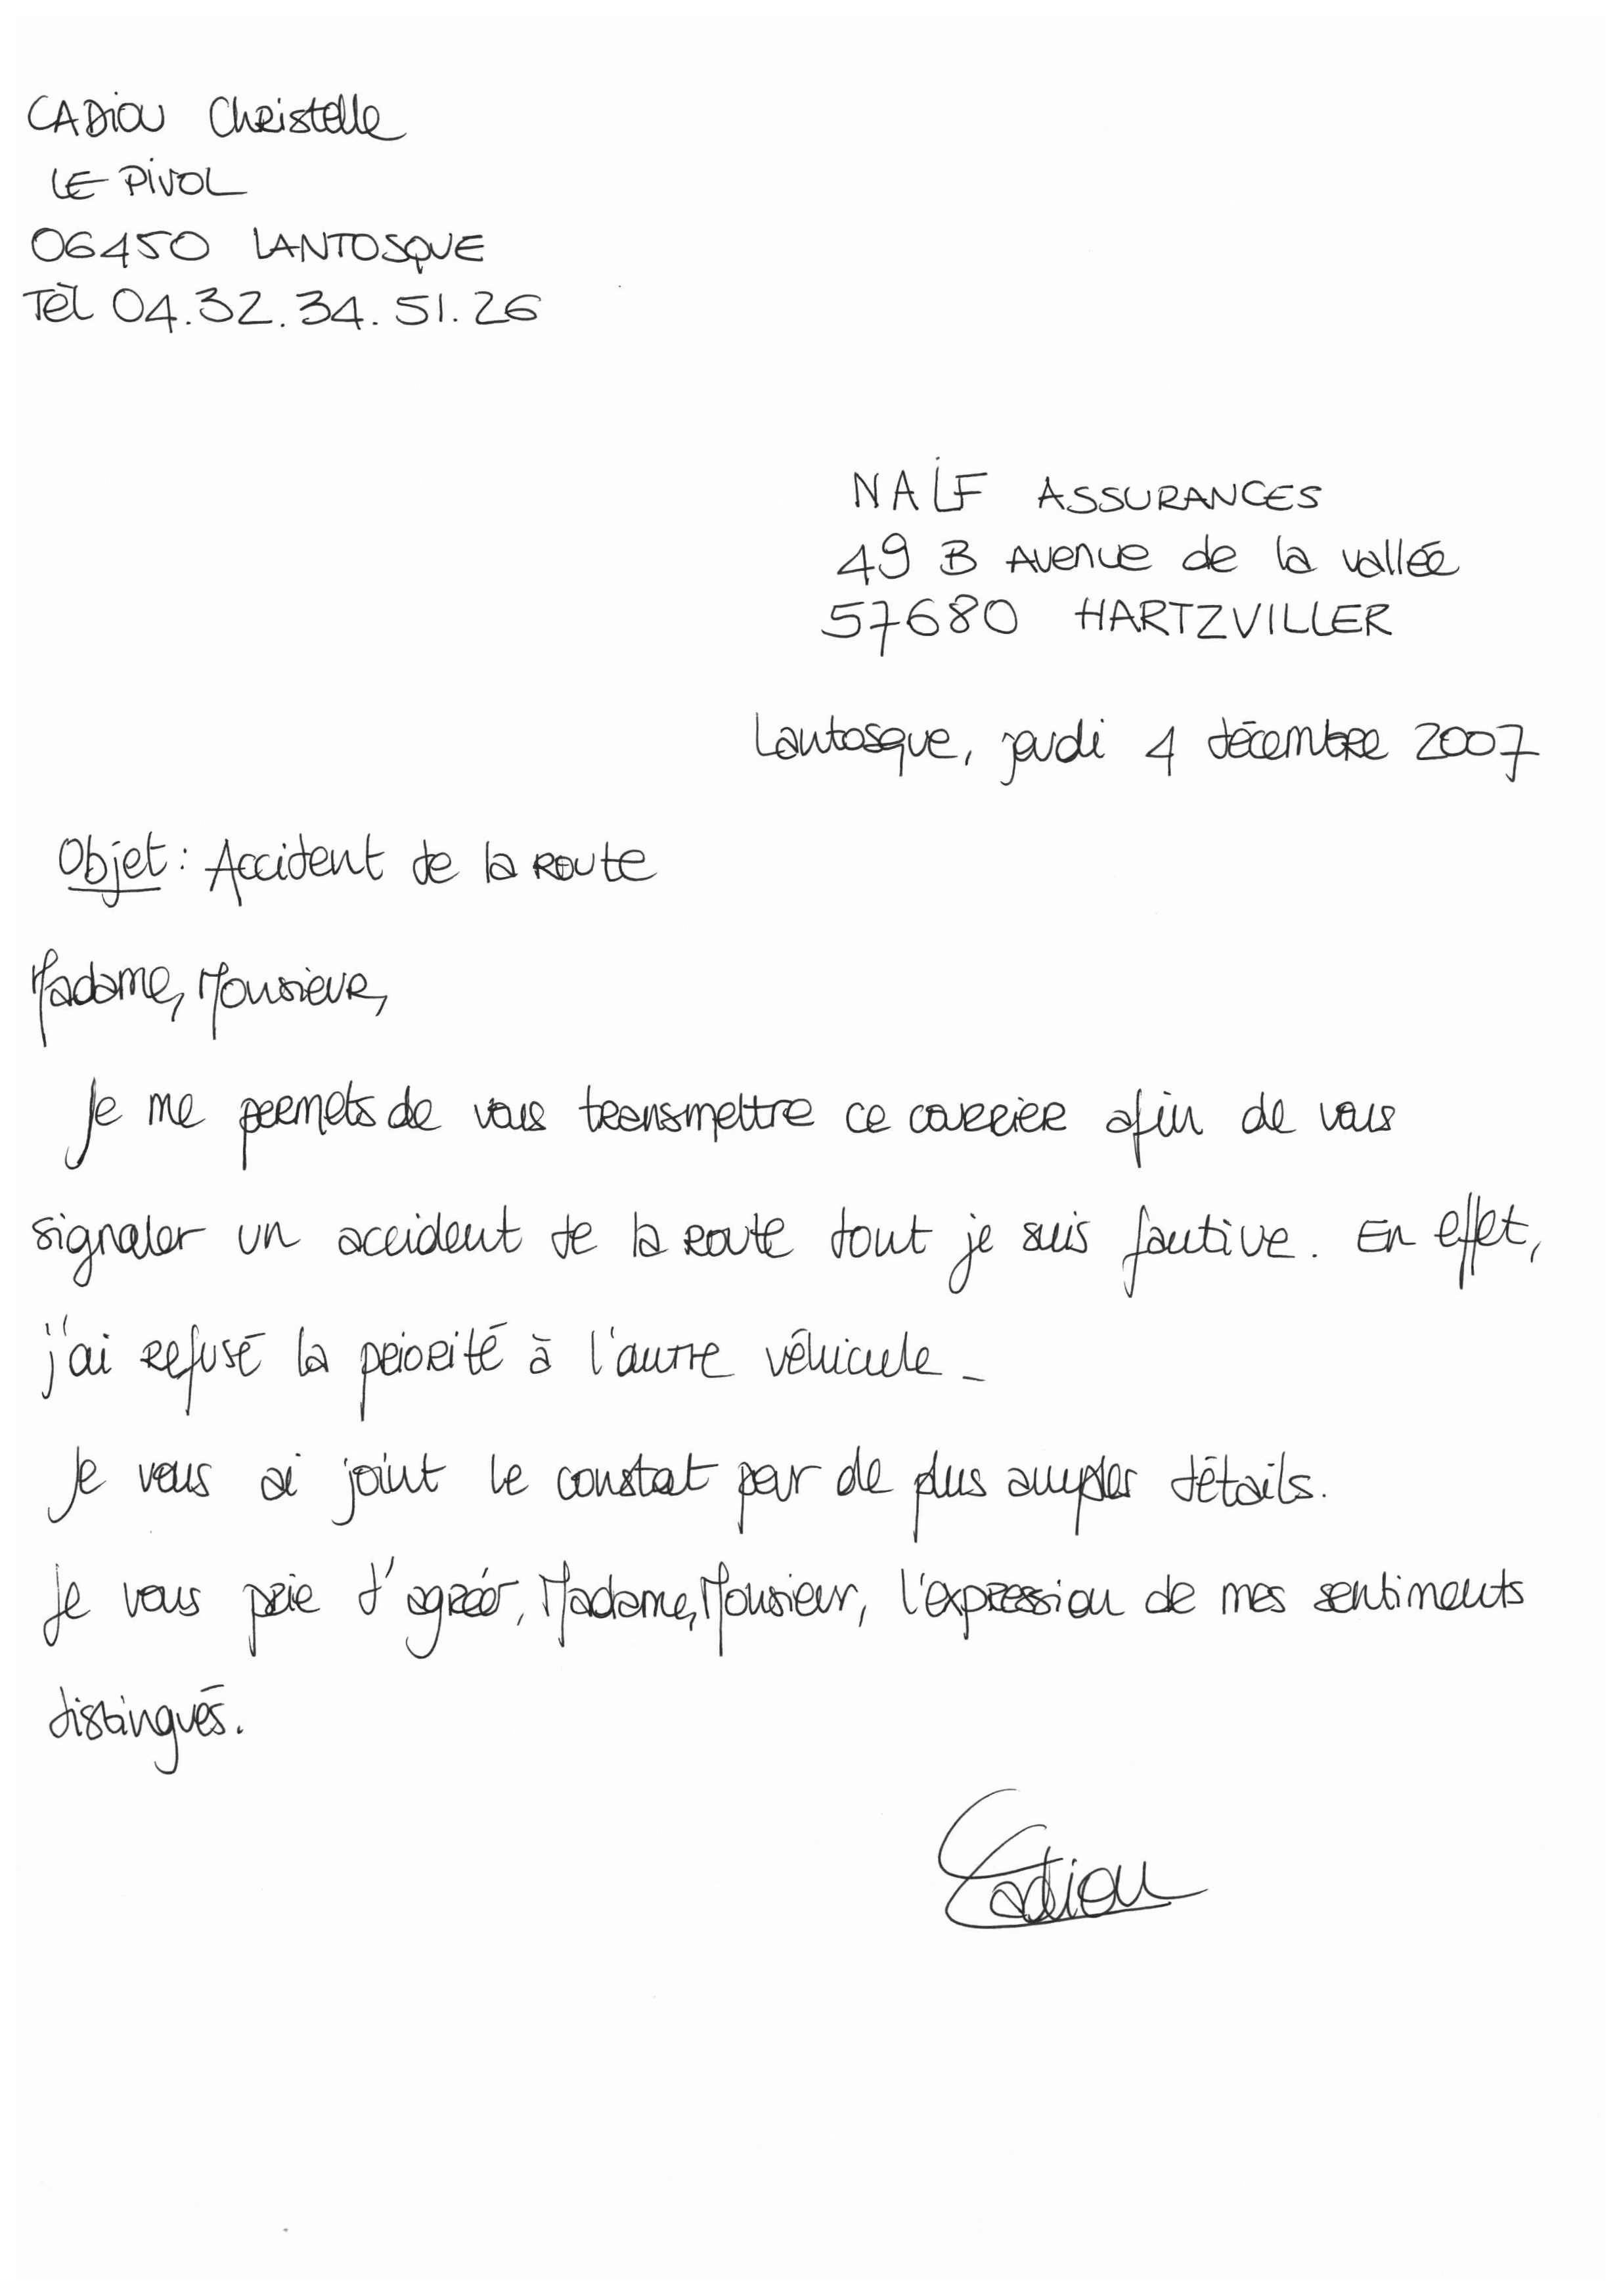 CADIOU Christelle
LE PIVOL
06450 LANTOSQUE
Tèl 04.32.34.51.26
NAIF ASSURANCES
49 B Avenue de la vallée
57680 HARTZVILLER
Lantosque, jeudi 4 décembre 2007
Objet : Accident de la route
Madame, Monsieur,
Je me permets de vous transmettre ce courrier afin de vous
signaler un accident de la route dont je suis fautive. En effet,
j'ai refusé la priorité à l'autre véhicule.
Je vous ai joint le constat par de plus amples détails.
Je vous prie d'agréér, Madame, Monsieur, l'expression de mes sentiments
distingués.
Cadiou